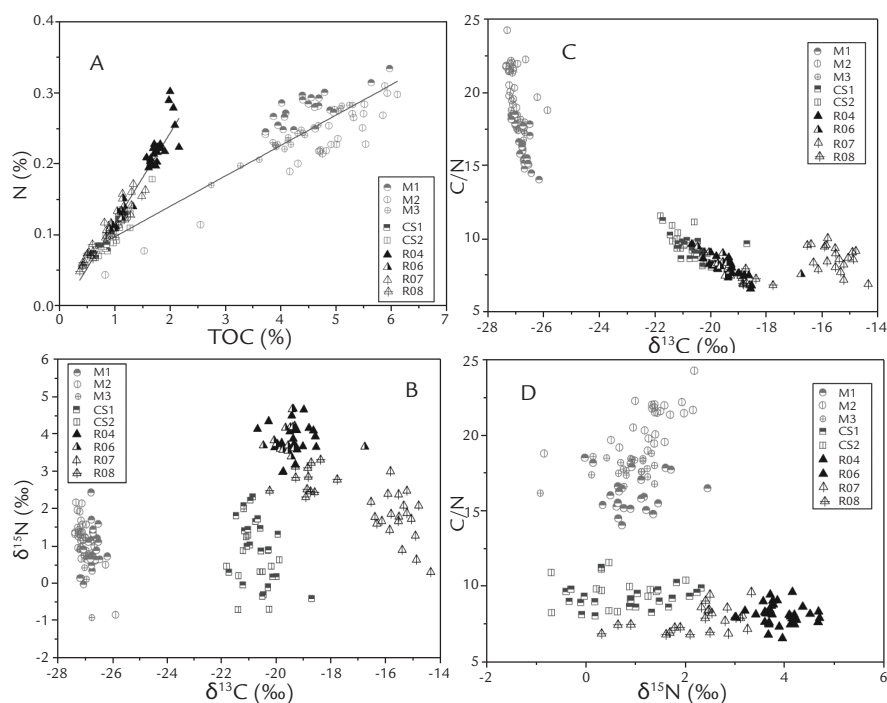 A
N (%)
0.4
0.3
0.2
0.1
0.0
0 1 2 3 4 5 6 7
TOC (%)
M1
M2
M3
CS1
CS2
R04
R06
R07
R08
C
C/N
25
20
15
10
5
-28 -26 -24 -22 -20 -18 -16 -14
δ13C (‰)
M1
M2
M3
CS1
CS2
R04
R06
R07
R08
B
δ15N (‰)
6
5
4
3
2
1
0
-1
-2
-28 -26 -24 -22 -20 -18 -16 -14
δ13C (‰)
M1
M2
M3
CS1
CS2
R04
R06
R07
R08
D
C/N
25
20
15
10
5
-2 0 2 4 6
δ15N (‰)
M1
M2
M3
CS1
CS2
R04
R06
R07
R08